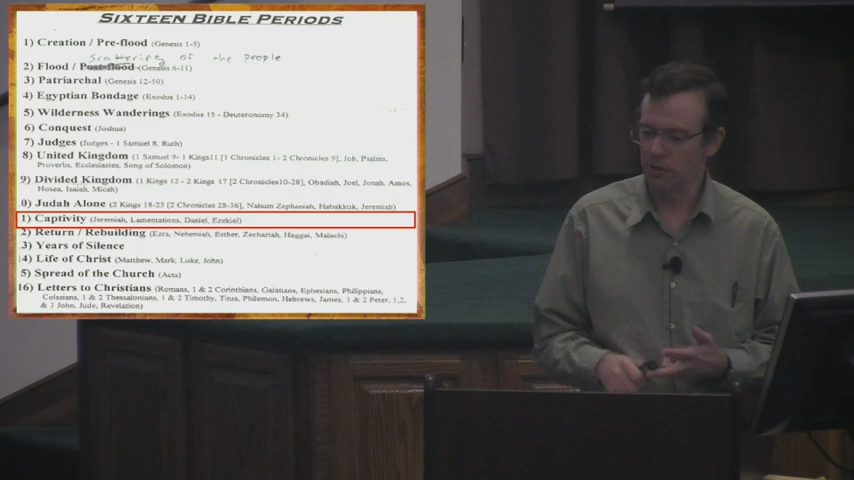 SIXTEEN BIBLE PERIODS
1) Creation / Pre-flood (Genesis 1-5)
scattering of the people
2) Flood / Post-flood (Genesis 6-11)
3) Patriarchal (Genesis 12-50)
4) Egyptian Bondage (Exodus 1-14)
5) Wilderness Wanderings (Exodus 15 - Deuteronomy 34)
6) Conquest (Joshua)
7) Judges (Judges - 1 Samuel 8, Ruth)
8) United Kingdom (1 Samuel 9- 1 Kings11 [1 Chronicles 1- 2 Chronicles 9], Job, Psalms,
Proverbs, Ecclesiastes, Song of Solomon)
9) Divided Kingdom (1 Kings 12 - 2 Kings 17 [2 Chronicles10-28], Obadiah, Joel, Jonah, Amos,
Hosea, Isaiah, Micah)
0) Judah Alone (2 Kings 18-25 [2 Chronicles 28-36], Nahum Zephaniah, Habakkuk, Jeremiah)
1) Captivity (Jeremiah, Lamentations, Daniel, Ezekiel)
2) Return / Rebuilding (Ezra, Nehemiah, Esther, Zechariah, Haggai, Malachi)
3) Years of Silence
4) Life of Christ (Matthew, Mark, Luke, John)
5) Spread of the Church (Acts)
16) Letters to Christians (Romans, 1 & 2 Corinthians, Galatians, Ephesians, Philippians,
Colossians, 1 & 2 Thessalonians, 1 & 2 Timothy, Titus, Philemon, Hebrews, James, 1 & 2 Peter, 1,2,
& 3 John, Jude, Revelation)